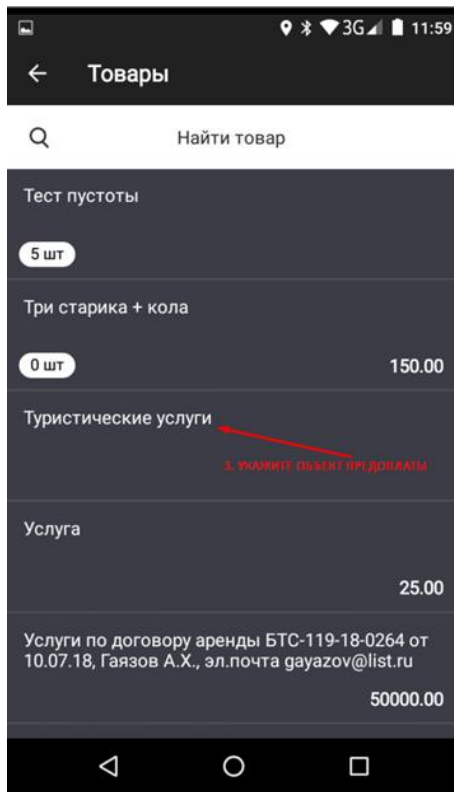 3G 11:59
Товары
Найти товар
Тест пустоты
5 шт
Три старика + кола
0 шт 150.00
Туристические услуги
3. УКАЖИТЕ ОБЪЕКТ ПРЕДОПЛАТЫ
Услуга
25.00
Услуги по договору аренды БТС-119-18-0264 от
10.07.18, Гаязов А.Х., эл.почта gayazov@list.ru
50000.00